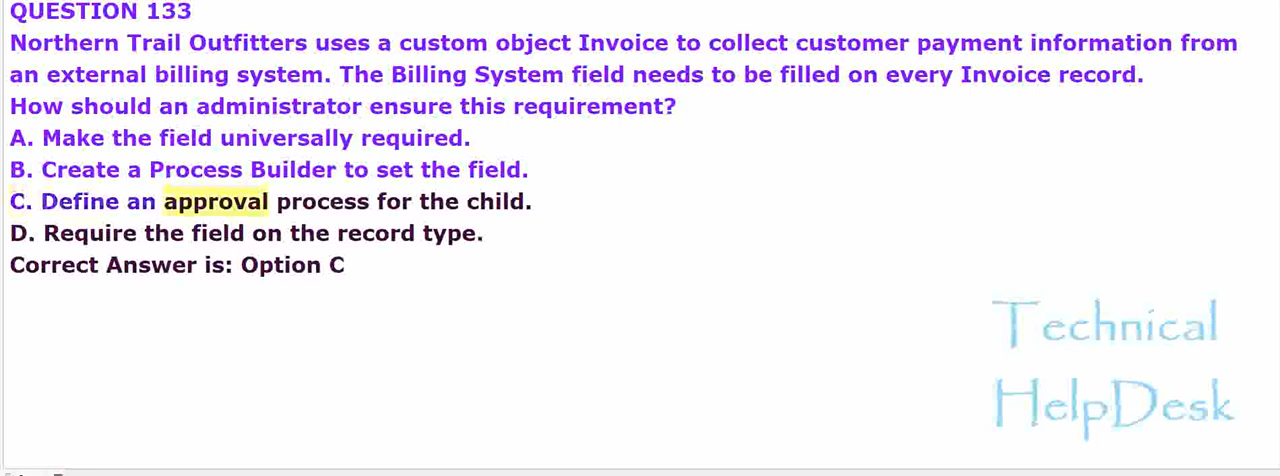 QUESTION 133
Northern Trail Outfitters uses a custom object Invoice to collect customer payment information from
an external billing system. The Billing System field needs to be filled on every Invoice record.
How should an administrator ensure this requirement?
A. Make the field universally required.
B. Create a Process Builder to set the field.
C. Define an approval process for the child.
D. Require the field on the record type.
Correct Answer is: Option C
Technical
HelpDesk